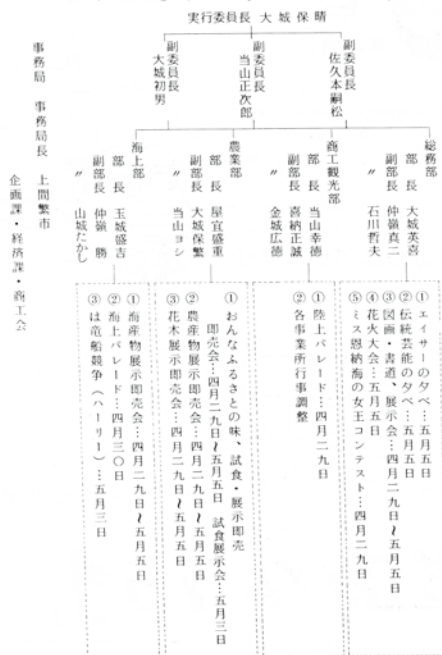 実行委員長 大城保晴
副委員長 佐久本嗣松
副委員長 当山正次郎
副委員長 大城初男
総務部
部長 大城英喜
副部長 仲嶺真二
〃 石川哲夫
① エイサーの夕べ…五月五日
② 伝統芸能の夕べ…五月五日
③ 図画・書道、展示会…四月二九日〜五月五日
④ 花火大会…五月五日
⑤ ミス恩納海の女王コンテスト…四月二九日
商工観光部
部長 当山幸徳
副部長 喜納正誠
〃 金城広徳
① 陸上パレード…四月二九日
② 各事業所行事調整
農業部
部長 屋宜盛重
副部長 大城保繁
〃 当山ヨシ
① おんなふるさとの味、試食・展示即売
即売会…四月二九日〜五月五日 試食展示会…五月三日
② 農産物展示即売会…四月二九日〜五月五日
③ 花木展示即売会…四月二九日〜五月五日
海上部
部長 玉城盛吉
副部長 仲嶺勝
〃 山城たかし
① 海産物展示即売会…四月二九日〜五月五日
② 海上パレード…四月三〇日
③ は竜船競争(ハーリー)…五月三日
事務局 事務局長 上間繁市
企画課・経済課・商工会